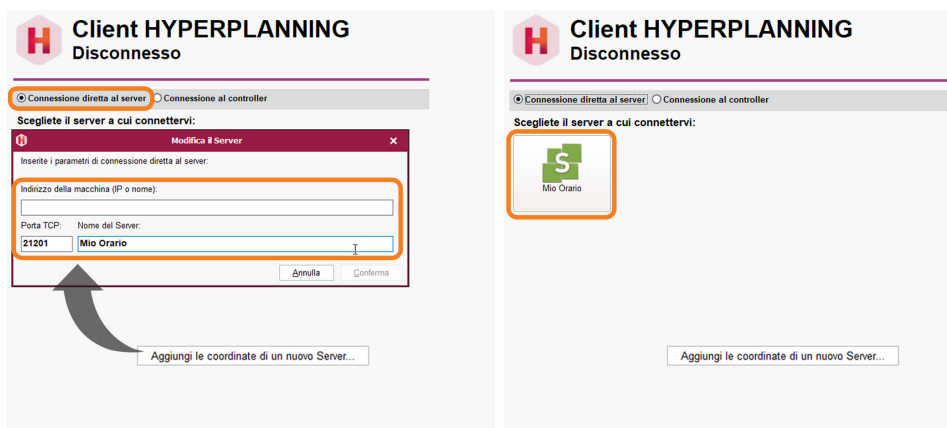 Client HYPERPLANNING
Disconnesso
Connessione diretta al server Connessione al controller
Scegliete il server a cui connettervi:
Modifica il Server
Inserite i parametri di connessione diretta al server:
Indirizzo della macchina (IP o nome):
Porta TCP: Nome del Server:
21201 Mio Orario
Annulla Conferma
Aggiungi le coordinate di un nuovo Server...
Client HYPERPLANNING
Disconnesso
Connessione diretta al server Connessione al controller
Scegliete il server a cui connettervi:
S
Mio Orario
Aggiungi le coordinate di un nuovo Server...